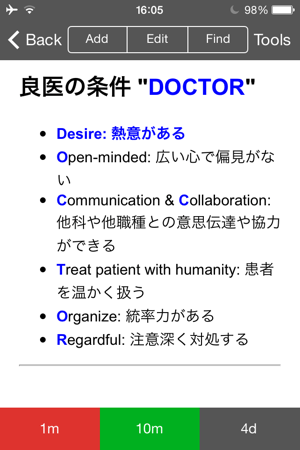 16:05
98%
Back
Add
Edit
Find
Tools
良医の条件 "DOCTOR"
• Desire: 熱意がある
• Open-minded: 広い心で偏見がな
い
• Communication & Collaboration:
他科や他職種との意思伝達や協力
ができる
• Treat patient with humanity: 患者
を温かく扱う
• Organize: 統率力がある
• Regardful: 注意深く対処する
1m
10m
4d